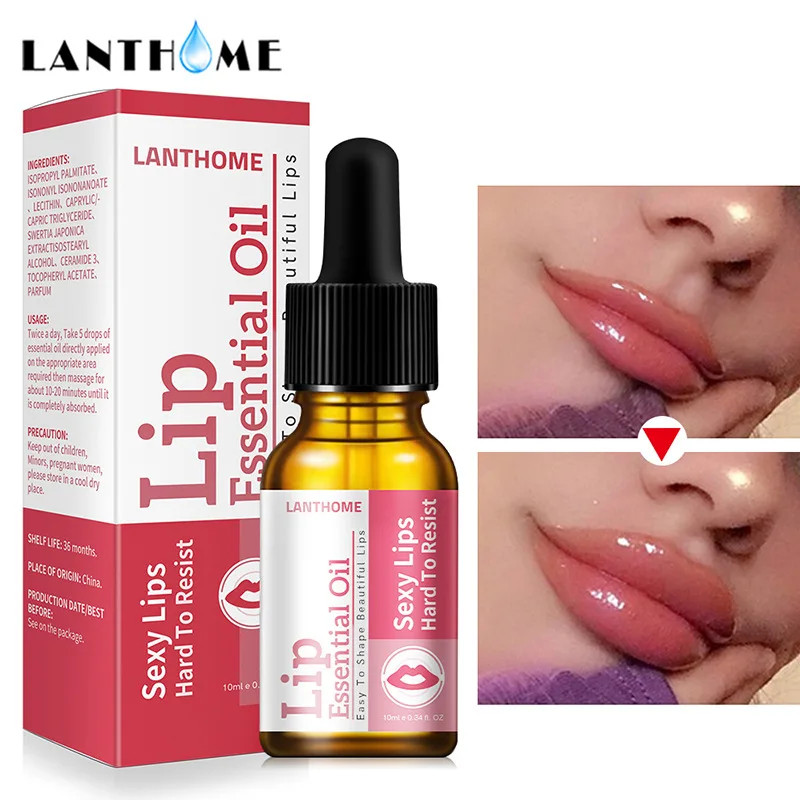 LANTHOME
INGREDIENTS:
ISOPROPYL PALMITATE,
ISONONYL ISONONANOATE
、LECITHIN, CAPRYLIC/-
CAPRIC TRIGLYCERIDE,
SWERTIA JAPONICA
EXTRACTISOSTEARYL
ALCOHOL, CERAMIDE 3,
TOCOPHERYL ACETATE,
PARFUM
USAGE:
Twice a day, Take 5 drops of
essential oil directly applied
on the appropriate area
required then massage for
about 10-20 minutes until it
is completely absorbed.
PRECAUTION:
Keep out of children,
Minors, pregnant women,
please store in a cool dry
place.
SHELF LIFE: 36 months.
PLACE OF ORIGIN: China.
PRODUCTION DATE/BEST
BEFORE:
See on the package.
LANTHOME
Lip
Essential Oil
To Shape Beautiful Lips
Sexy Lips
Hard To Resist
10ml e 0.
LANTHOME
Lip
Essential Oil
Easy To Shape Beautiful Lips
Sexy Lips
Hard To Resist
10ml e 0.34 fl. OZ